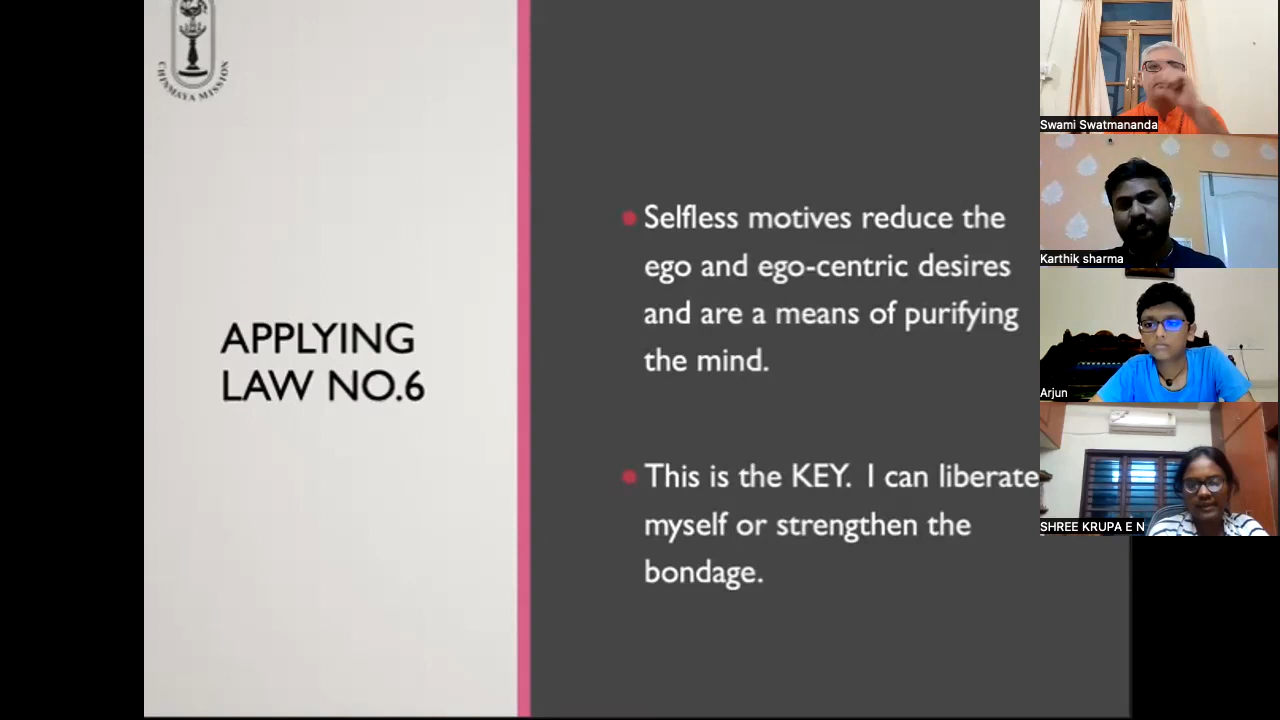 CHINMAYA MISSION
APPLYING
LAW NO.6
Selfless motives reduce the
ego and ego-centric desires
and are a means of purifying
the mind.
This is the KEY. I can liberate
myself or strengthen the
bondage.
Swami Swatmananda
Karthik sharma
Arjun
SHREE KRUPA E N